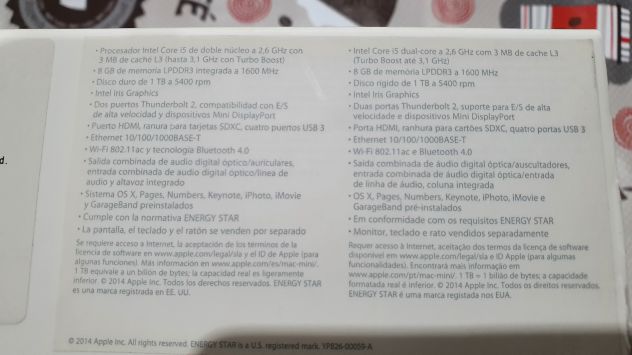 d.
• Procesador Intel Core i5 de doble núcleo a 2,6 GHz con
3 MB de caché L3 (hasta 3,1 GHz con Turbo Boost)
• 8 GB de memoria LPDDR3 integrada a 1600 MHz
• Disco duro de 1 TB a 5400 rpm
• Intel Iris Graphics
• Dos puertos Thunderbolt 2, compatibilidad con E/S
de alta velocidad y dispositivos Mini DisplayPort
• Puerto HDMI, ranura para tarjetas SDXC, cuatro puertos USB 3
• Ethernet 10/100/1000BASE-T
• Wi-Fi 802.11ac y tecnología Bluetooth 4.0
• Salida combinada de audio digital óptico/auriculares,
entrada combinada de audio digital óptico/línea de
audio y altavoz integrado
• Sistema OS X, Pages, Numbers, Keynote, iPhoto, iMovie
y GarageBand preinstalados
• Cumple con la normativa ENERGY STAR
• La pantalla, el teclado y el ratón se venden por separado
Se requiere acceso a Internet, la aceptación de los términos de la
licencia de software en www.apple.com/legal/sla y el ID de Apple (para
algunas funciones). Más información en www.apple.com/es/mac-mini/.
1 TB equivale a un billón de bytes; la capacidad real es ligeramente
inferior. © 2014 Apple Inc. Todos los derechos reservados. ENERGY STAR
es una marca registrada en EE. UU.
• Intel Core i5 dual-core a 2,6 GHz com 3 MB de cache L3
(Turbo Boost até 3,1 GHz)
• 8 GB de memória LPDDR3 integrada a 1600 MHz
• Disco rígido de 1 TB a 5400 rpm
• Intel Iris Graphics
• Duas portas Thunderbolt 2, suporte para E/S de alta
velocidade e dispositivos Mini DisplayPort
• Porta HDMI, ranhura para cartões SDXC, quatro portas USB 3
• Ethernet 10/100/1000BASE-T
• Wi-Fi 802.11ac e Bluetooth 4.0
• Saída combinada de áudio digital óptica/auscultadores,
entrada combinada de áudio digital óptica/entrada
de linha de áudio, coluna integrada
• OS X, Pages, Numbers, Keynote, iPhoto, iMovie e
GarageBand pré-instalados
• Em conformidade com os requisitos ENERGY STAR
• Monitor, teclado e rato vendidos separadamente
Requer acesso à Internet, aceitação dos termos da licença de software
disponível em www.apple.com/legal/sla e ID Apple (para algumas
funcionalidades). Encontrará mais informação em
www.apple.com/pt/mac-mini/. 1 TB = 1 bilião de bytes; a capacidade
formatada real é inferior. © 2014 Apple Inc. Todos os direitos reservados.
ENERGY STAR é uma marca registada nos EUA.
© 2014 Apple Inc. All rights reserved. ENERGY STAR is a U.S. registered mark. YPB26-00059-A